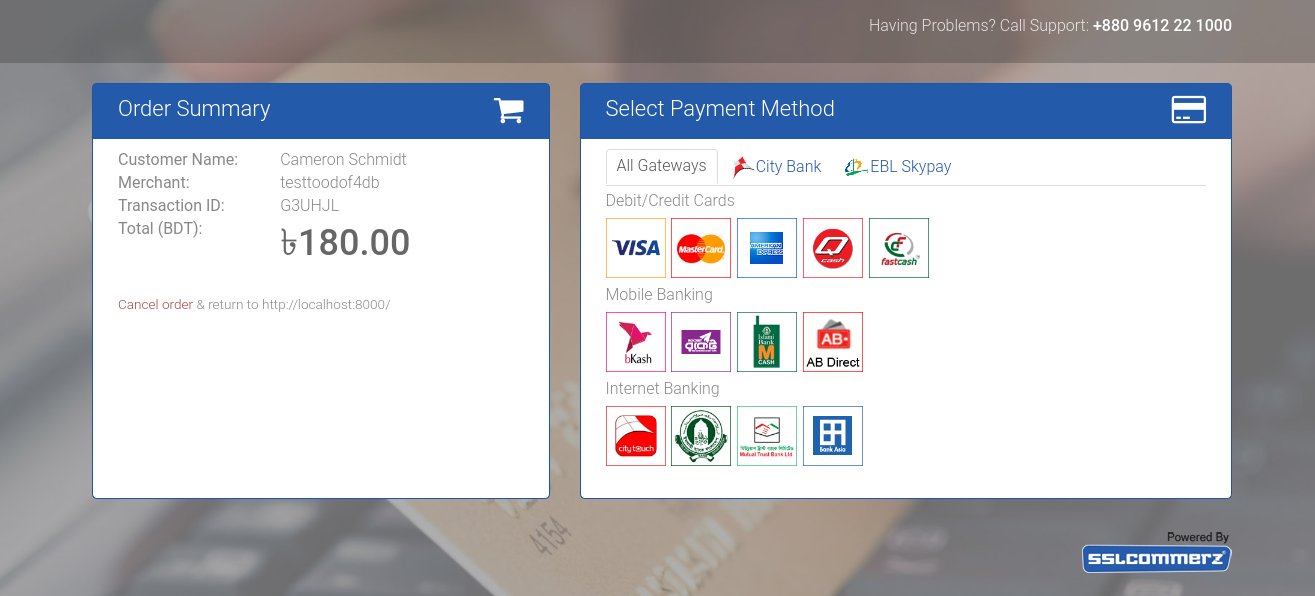 Having Problems? Call Support: +880 9612 22 1000
Order Summary
Customer Name: Cameron Schmidt
Merchant: testtoodof4db
Transaction ID: G3UHJL
Total (BDT): ৳180.00
Cancel order & return to http://localhost:8000/
Select Payment Method
All Gateways City Bank EBL Skypay
Debit/Credit Cards
VISA MasterCard AMERICAN EXPRESS Q cash fastcash
Mobile Banking
bKash রকেট Islami Bank M CASH AB AB Direct
Internet Banking
city touch Mutual Trust Bank Ltd. Bank Asia
4154
Powered By
SSLCOMMERZ